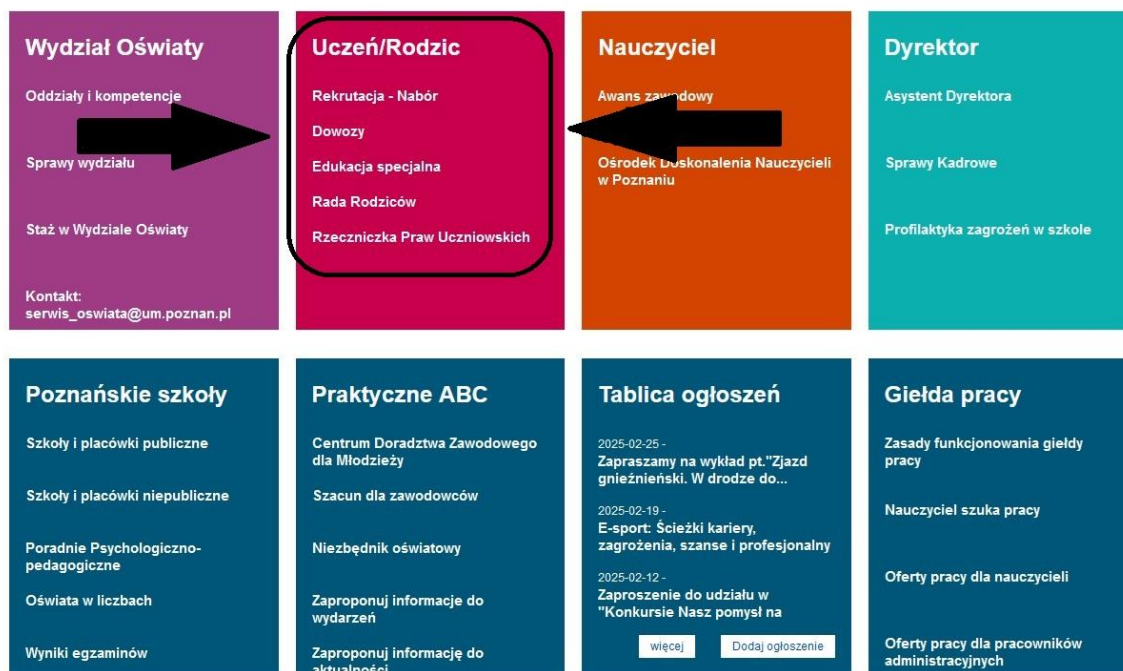 Wydział Oświaty
Oddziały i kompetencje
Sprawy wydziału
Staż w Wydziale Oświaty
Kontakt:
serwis_oswiata@um.poznan.pl
Uczeń/Rodzic
Rekrutacja - Nabór
Dowozy
Edukacja specjalna
Rada Rodziców
Rzeczniczka Praw Uczniowskich
Nauczyciel
Awans zawodowy
Ośrodek Doskonalenia Nauczycieli
w Poznaniu
Dyrektor
Asystent Dyrektora
Sprawy Kadrowe
Profilaktyka zagrożeń w szkole
Poznańskie szkoły
Szkoły i placówki publiczne
Szkoły i placówki niepubliczne
Poradnie Psychologiczno-
pedagogiczne
Oświata w liczbach
Wyniki egzaminów
Praktyczne ABC
Centrum Doradztwa Zawodowego
dla Młodzieży
Szacun dla zawodowców
Niezbędnik oświatowy
Zaproponuj informacje do
wydarzeń
Zaproponuj informację do
aktualności
Tablica ogłoszeń
2025-02-25 -
Zapraszamy na wykład pt."Zjazd
gnieźnieński. W drodze do...
2025-02-19 -
E-sport: Ścieżki kariery,
zagrożenia, szanse i profesjonalny
2025-02-12 -
Zaproszenie do udziału w
"Konkursie Nasz pomysł na
więcej
Dodaj ogłoszenie
Giełda pracy
Zasady funkcjonowania giełdy
pracy
Nauczyciel szuka pracy
Oferty pracy dla nauczycieli
Oferty pracy dla pracowników
administracyjnych